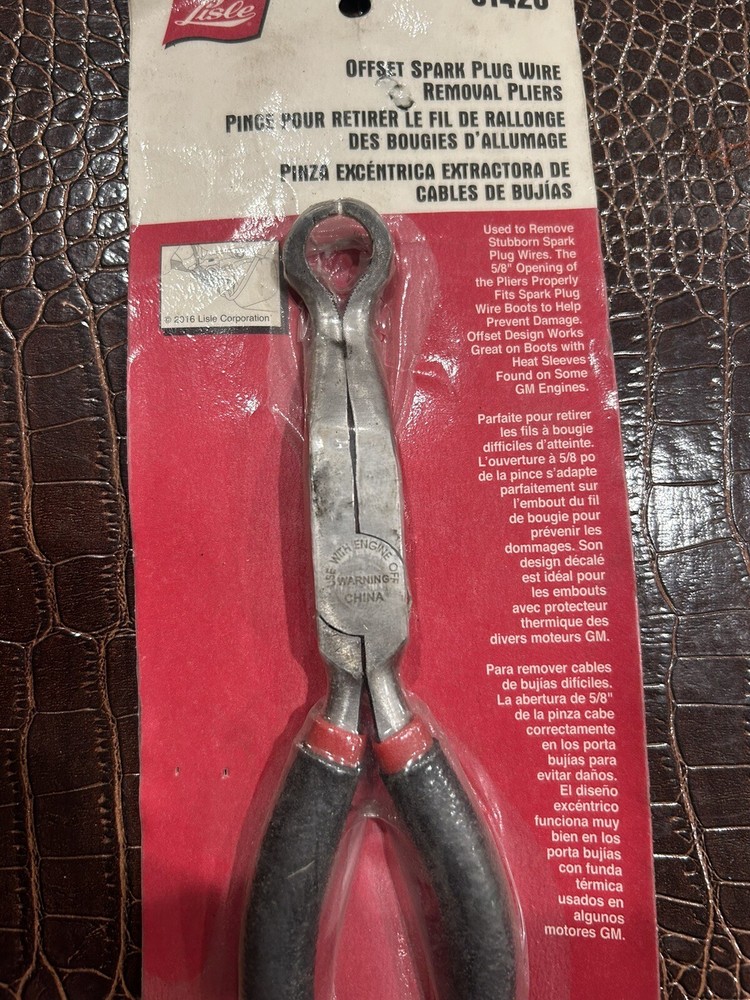 Lisle
OFFSET SPARK PLUG WIRE
REMOVAL PLIERS
PINCE POUR RETIRER LE FIL DE RALLONGE
DES BOUGIES D'ALLUMAGE
PINZA EXCÉNTRICA EXTRACTORA DE
CABLES DE BUJÍAS
© 2016 Lisle Corporation
Used to Remove
Stubborn Spark
Plug Wires. The
5/8" Opening of
the Pliers Properly
Fits Spark Plug
Wire Boots to Help
Prevent Damage.
Offset Design Works
Great on Boots with
Heat Sleeves
Found on Some
GM Engines.
Parfaite pour retirer
les fils à bougie
difficiles d'atteinte.
L'ouverture à 5/8 po
de la pince s'adapte
parfaitement sur
l'embout du fil
de bougie pour
prévenir les
dommages. Son
design décalé
est idéal pour
les embouts
avec protecteur
thermique des
divers moteurs GM.
USE WITH ENGINE OFF
WARNING
CHINA
Para remover cables
de bujías difíciles.
La abertura de 5/8"
de la pinza cabe
correctamente
en los porta
bujías para
evitar daños.
El diseño
excéntrico
funciona muy
bien en los
porta bujías
con funda
térmica
usados en
algunos
motores GM.